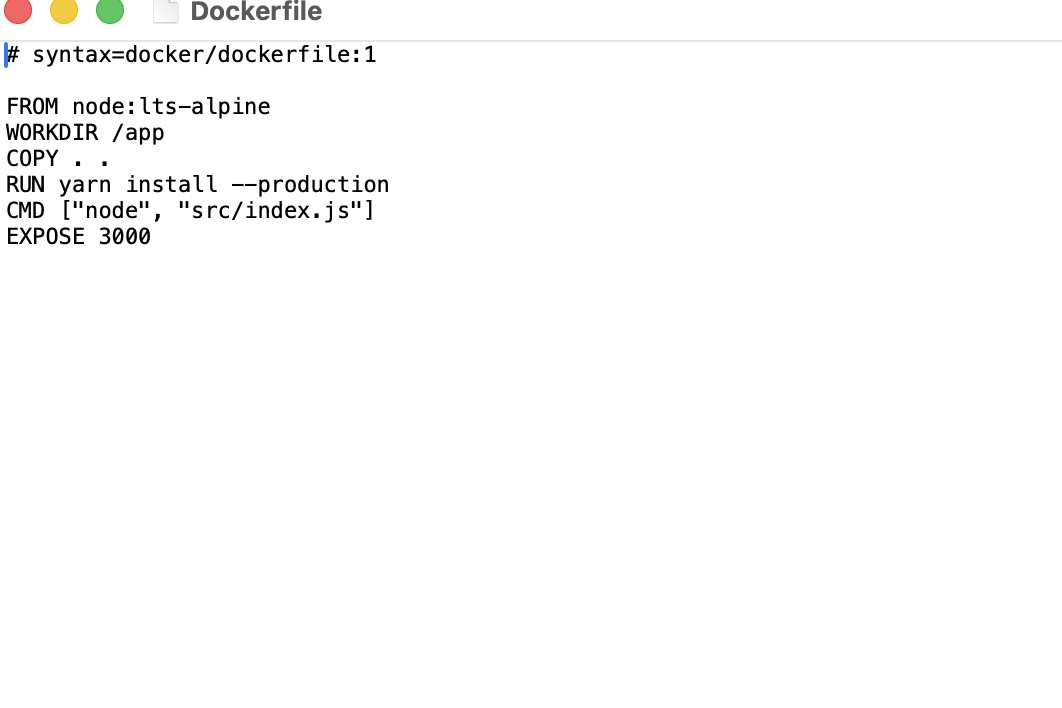 Dockerfile
# syntax=docker/dockerfile:1

FROM node:lts-alpine
WORKDIR /app
COPY . .
RUN yarn install --production
CMD ["node", "src/index.js"]
EXPOSE 3000